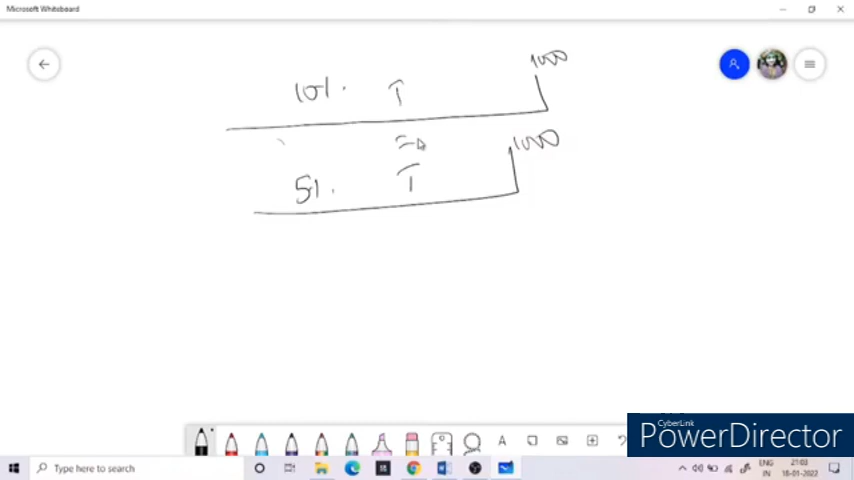 Microsoft Whiteboard
1000
10%. T
1000
5%. T
A
CyberLink
PowerDirector
Type here to search
ENG
IN
21:03
18-01-2022